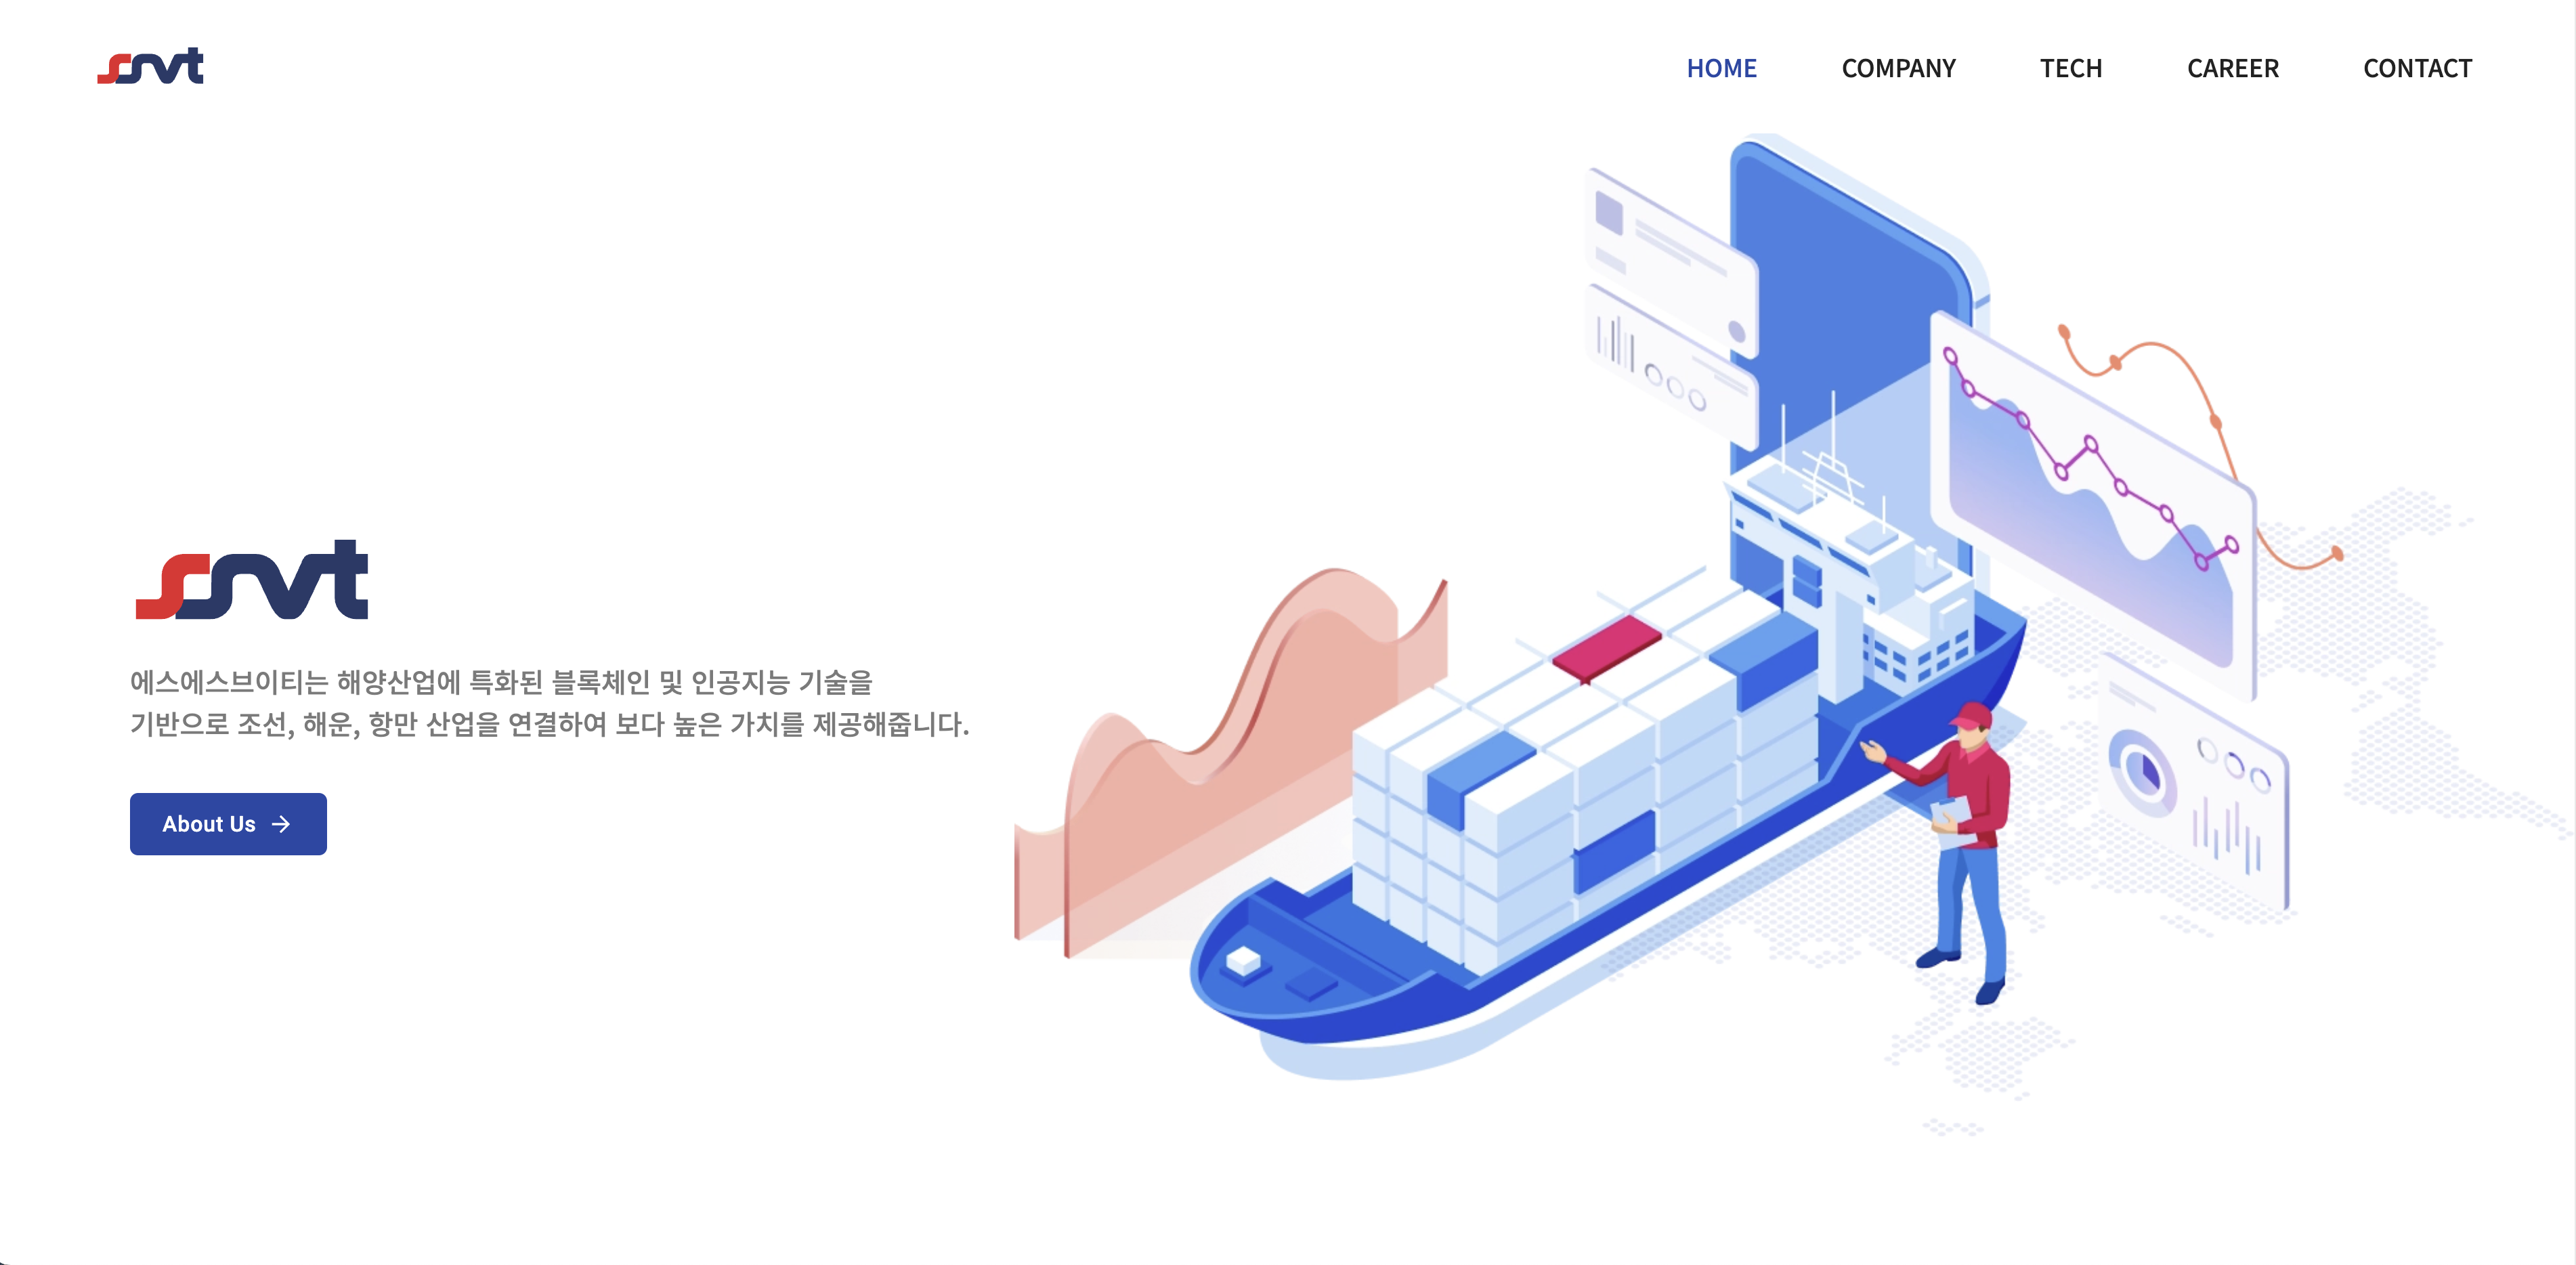 ssvt
HOME
COMPANY
TECH
CAREER
CONTACT
ssvt
에스에스브이티는 해양산업에 특화된 블록체인 및 인공지능 기술을
기반으로 조선, 해운, 항만 산업을 연결하여 보다 높은 가치를 제공해줍니다.
About Us →